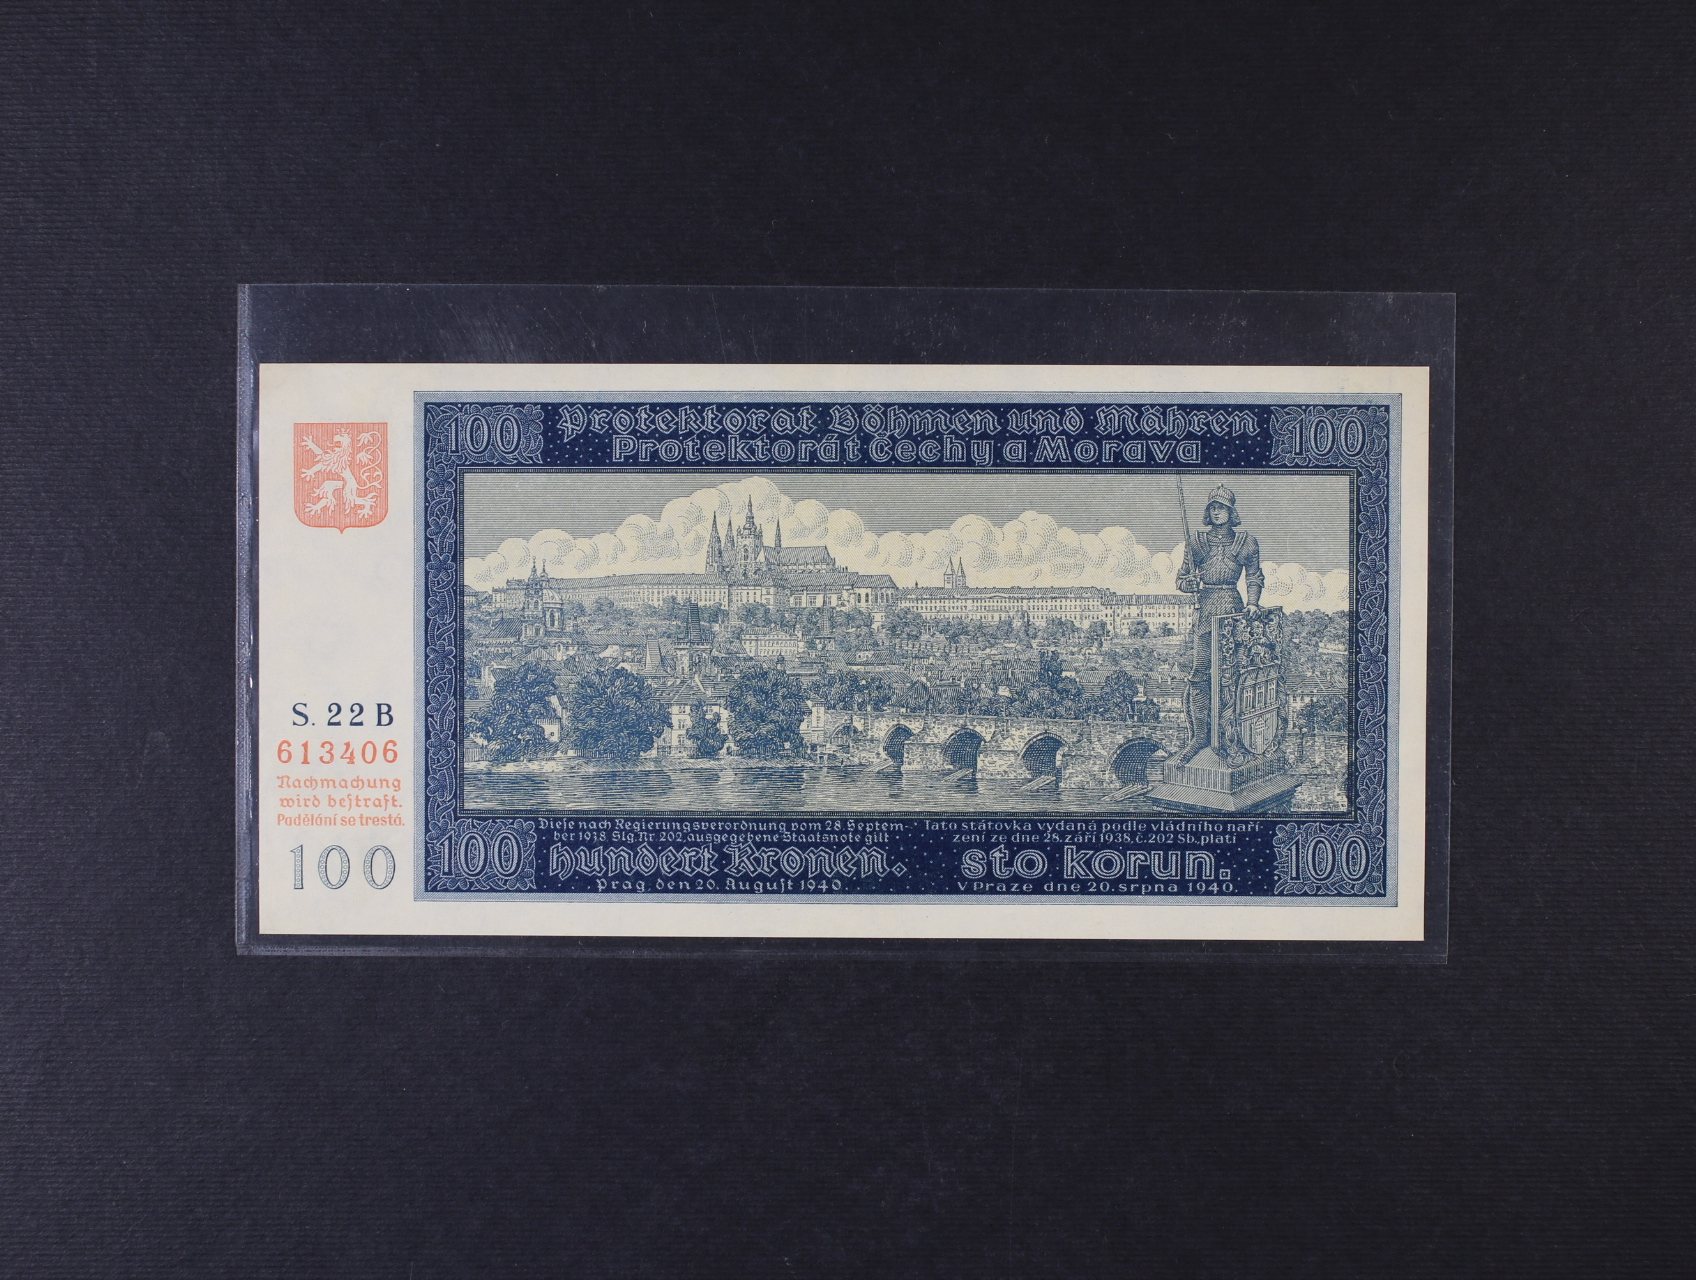 100 Protektorat Böhmen und Mähren 100
Protektorát Čechy a Morava
S. 22 B
613406
Nachmachung
wird bestraft.
Padělání se trestá.
100
100
Diese nach Regierungsverordnung vom 28. Septem-
ber 1938. Slg. Nr. 202 ausgegebene Staatsnote gilt
hundert Kronen.
Prag, den 20. August 1940.
Tato státovka vydaná podle vládního naří-
zení ze dne 28. září 1938, č. 202 Sb., platí
sto korun.
V Praze dne 20. srpna 1940.
100